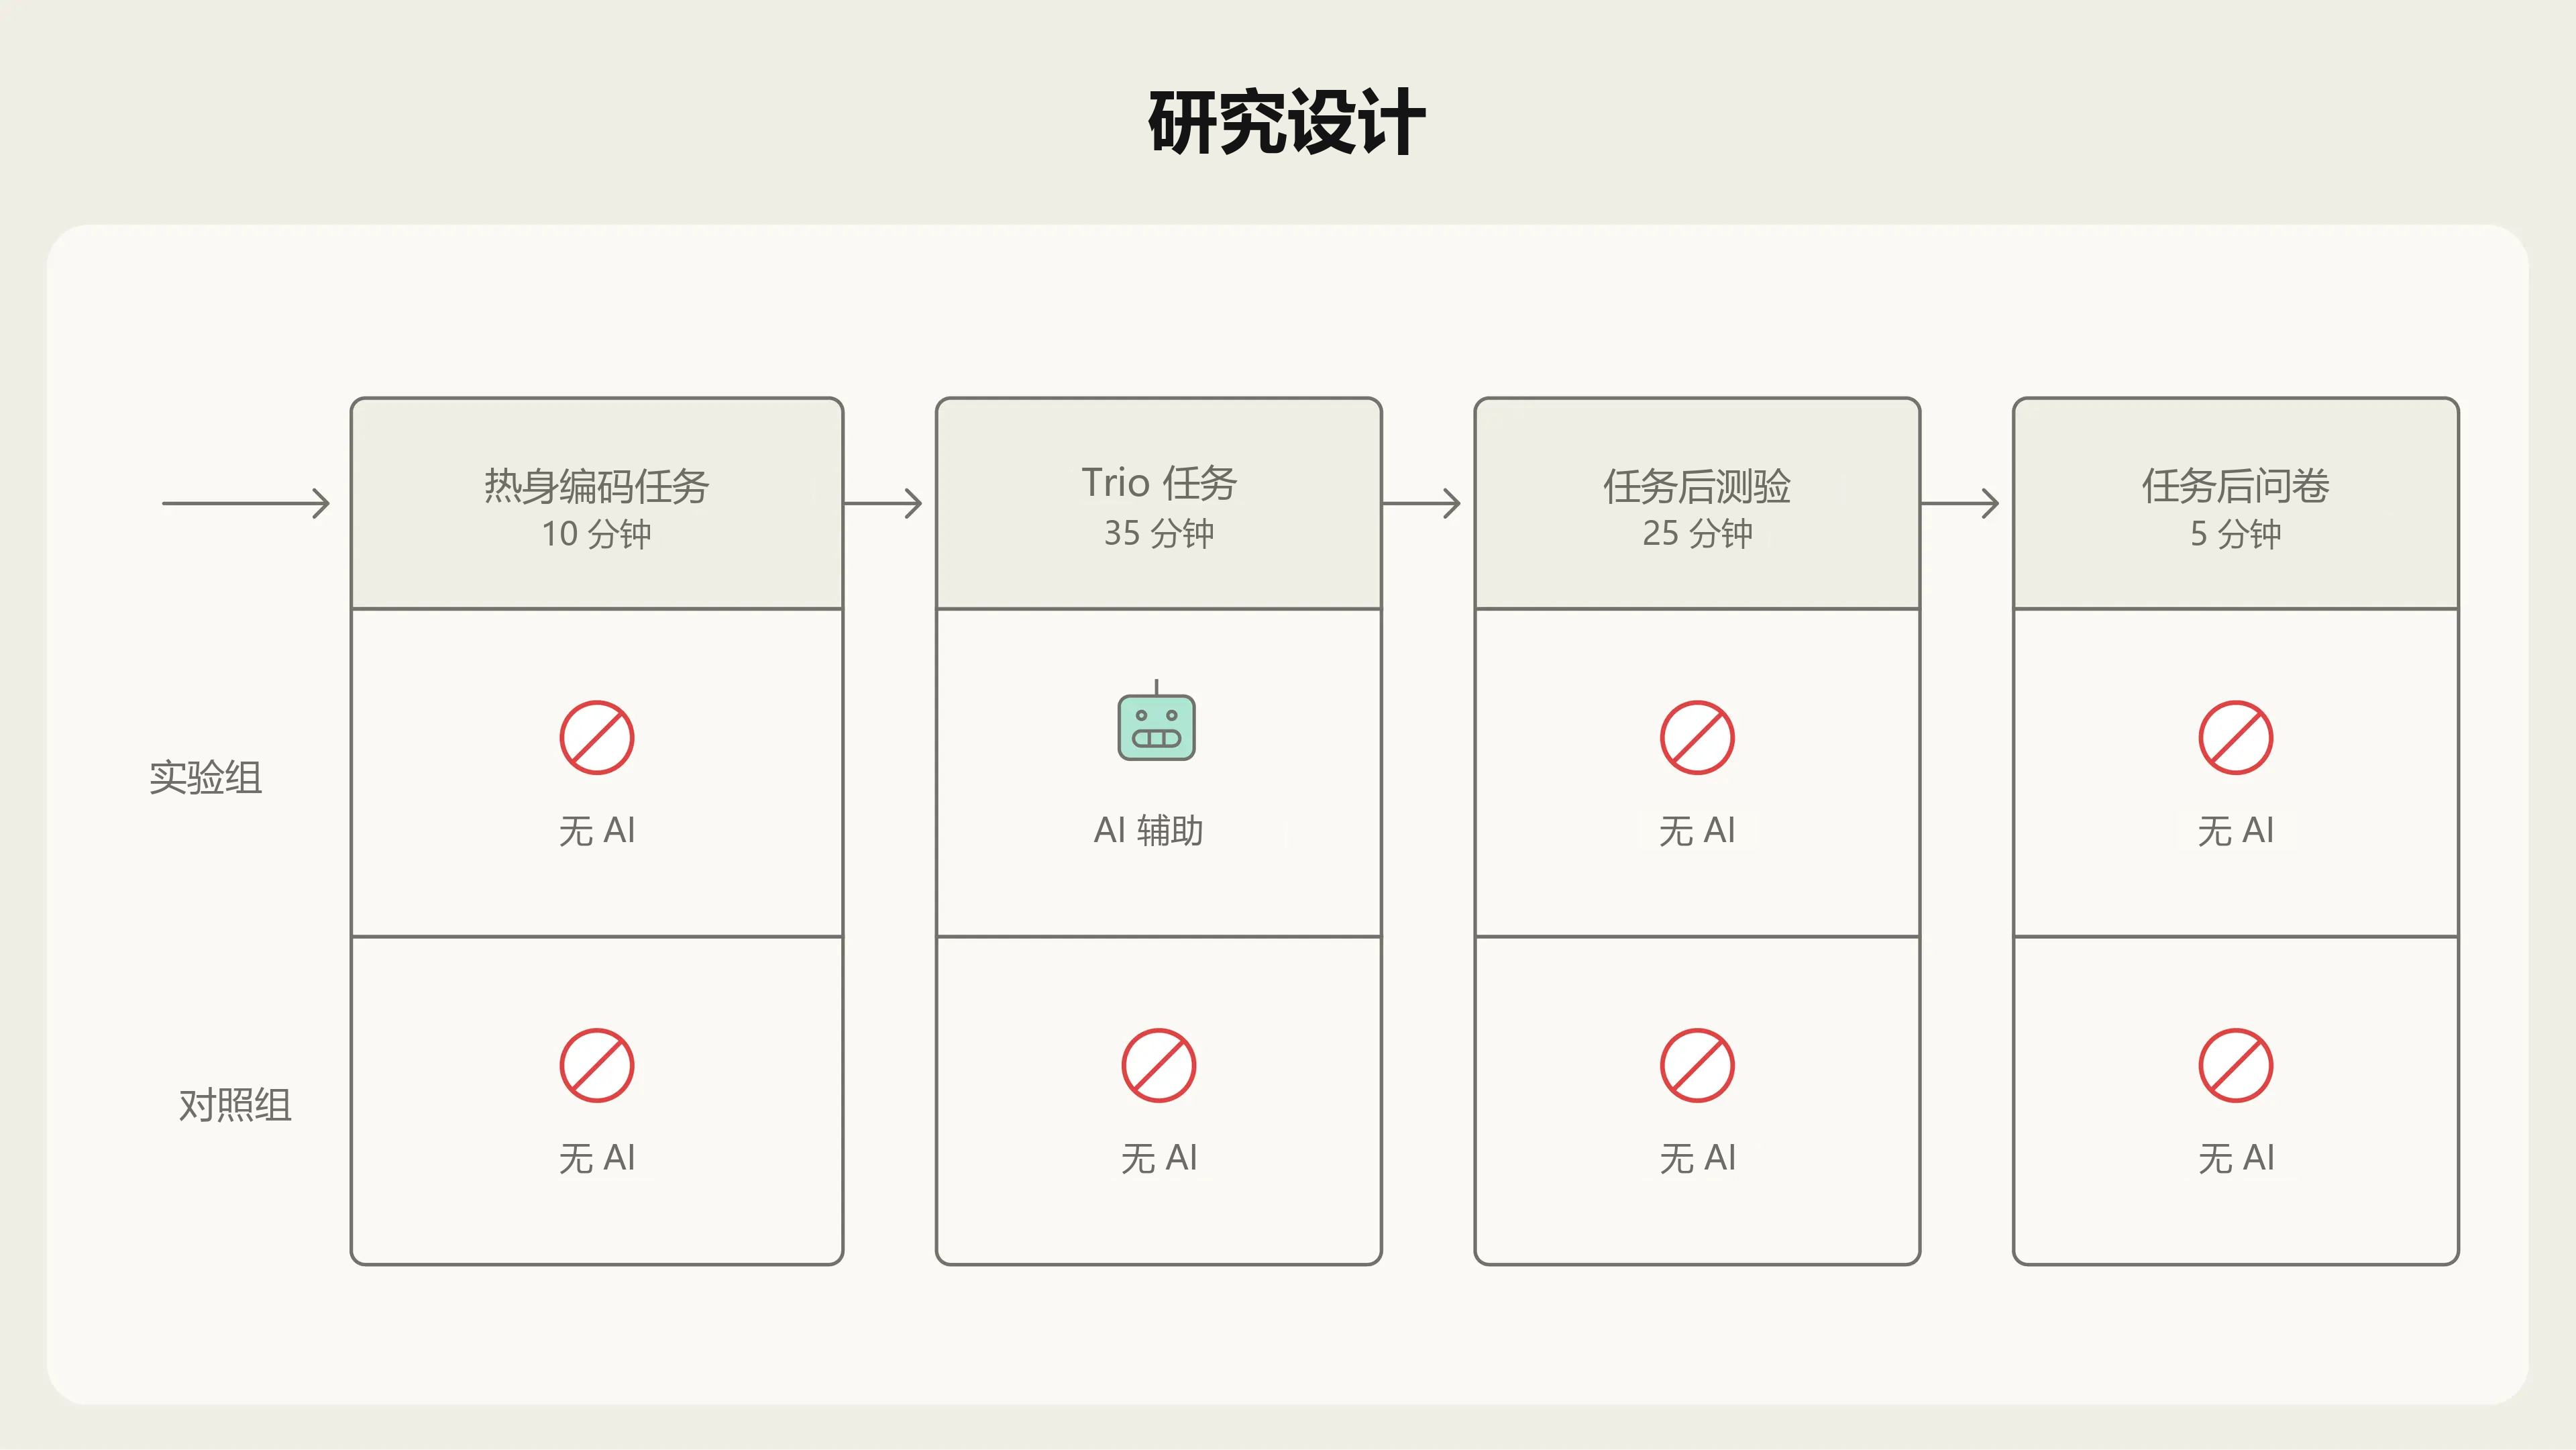 研究设计
热身编码任务
10 分钟
Trio 任务
35 分钟
任务后测验
25 分钟
任务后问卷
5 分钟
实验组
无 AI
AI 辅助
无 AI
无 AI
对照组
无 AI
无 AI
无 AI
无 AI